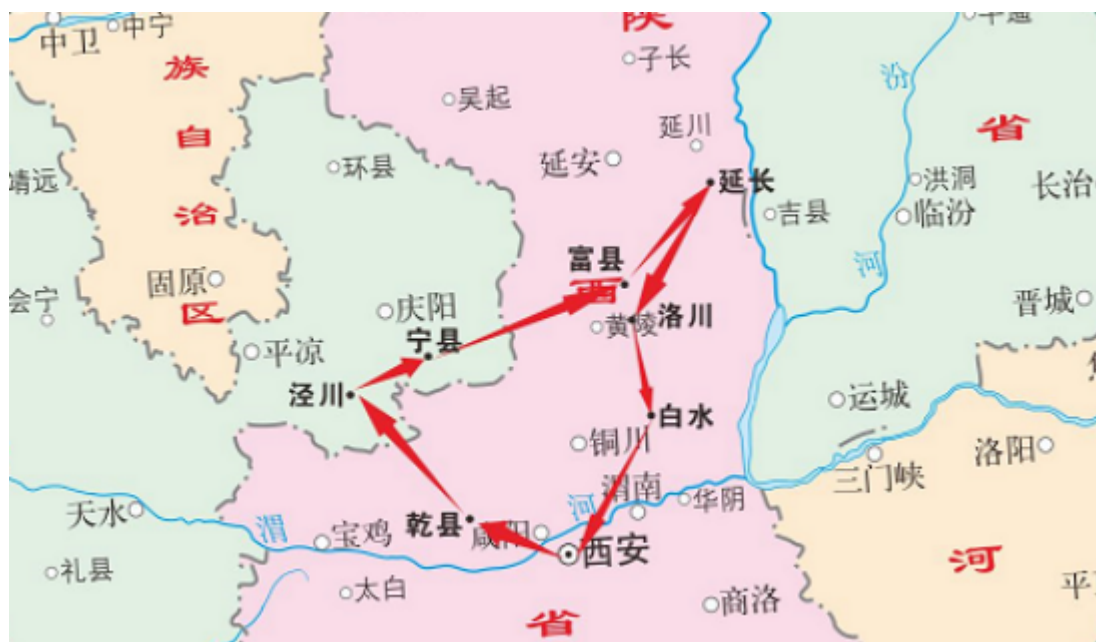 陕
中卫
中宁
族
自
治
区
子长
吴起
汾
省
延川
延安
环县
延长
洪洞
长治
靖远
吉县
临汾
河
富县
西
固原
会宁
庆阳
洛川
黄陵
晋城
宁县
平凉
泾川
运城
白水
铜川
洛阳
三门峡
渭南
华阴
天水
渭
河
乾县
咸阳
宝鸡
西安
河
礼县
太白
商洛
省